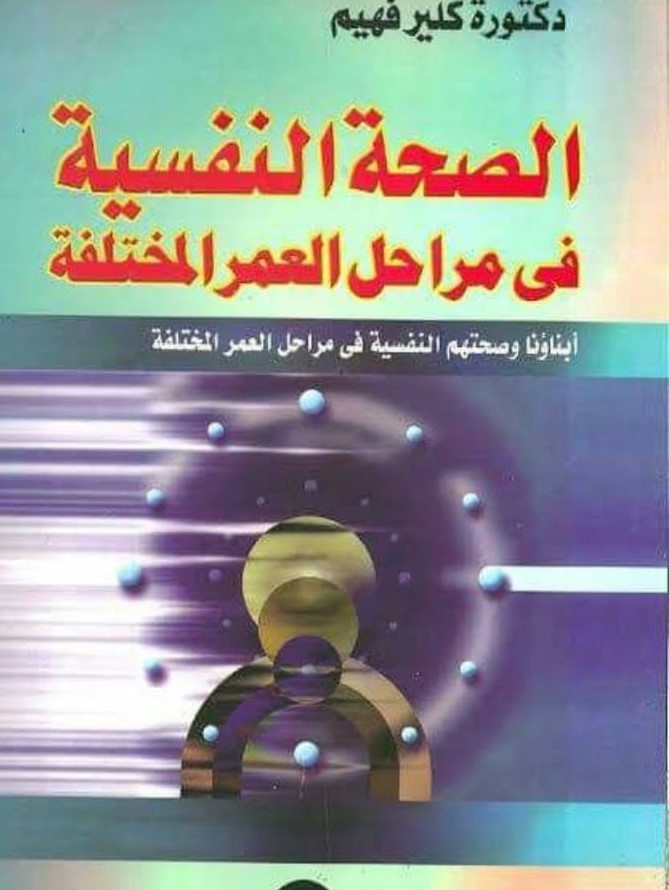 دكتورة كلير فهيم
الصحة النفسية
فى مراحل العمر المختلفة
أبناؤنا وصحتهم النفسية فى مراحل العمر المختلفة